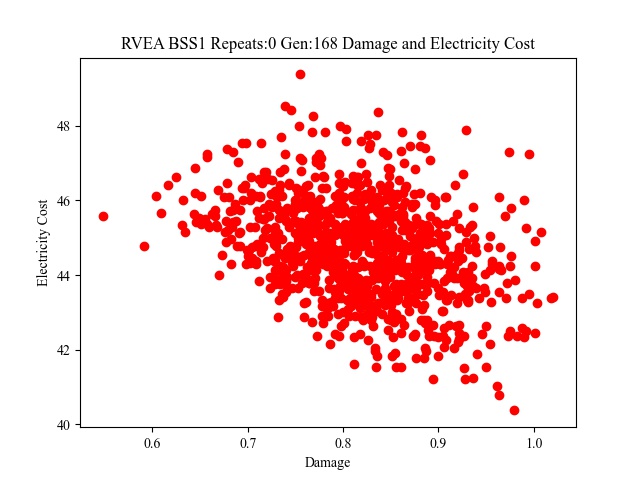 RVEA BSS1 Repeats:0 Gen:168 Damage and Electricity Cost
48
46
44
42
40
Electricity Cost
0.6 0.7 0.8 0.9 1.0
Damage